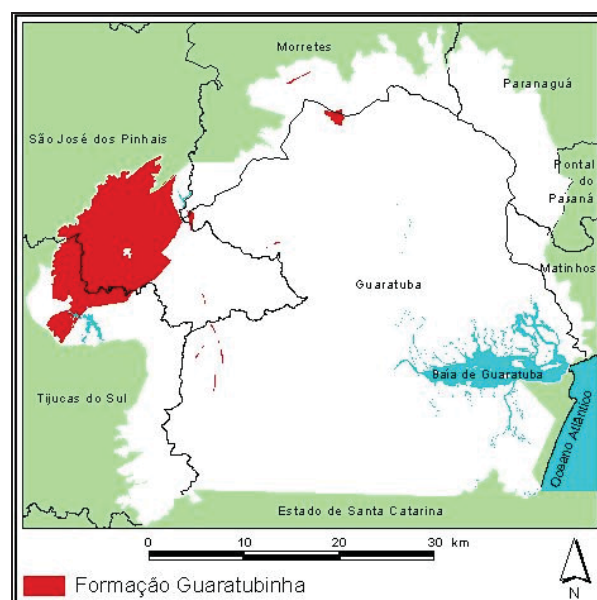 Morretes
Paranaguá
São José dos Pinhais
Pontal
do
Paraná
Matinhos
Guaratuba
Baía de Guaratuba
Tijucas do Sul
Oceano Atlântico
Estado de Santa Catarina
0 10 20 30 km
Formação Guaratubinha
N